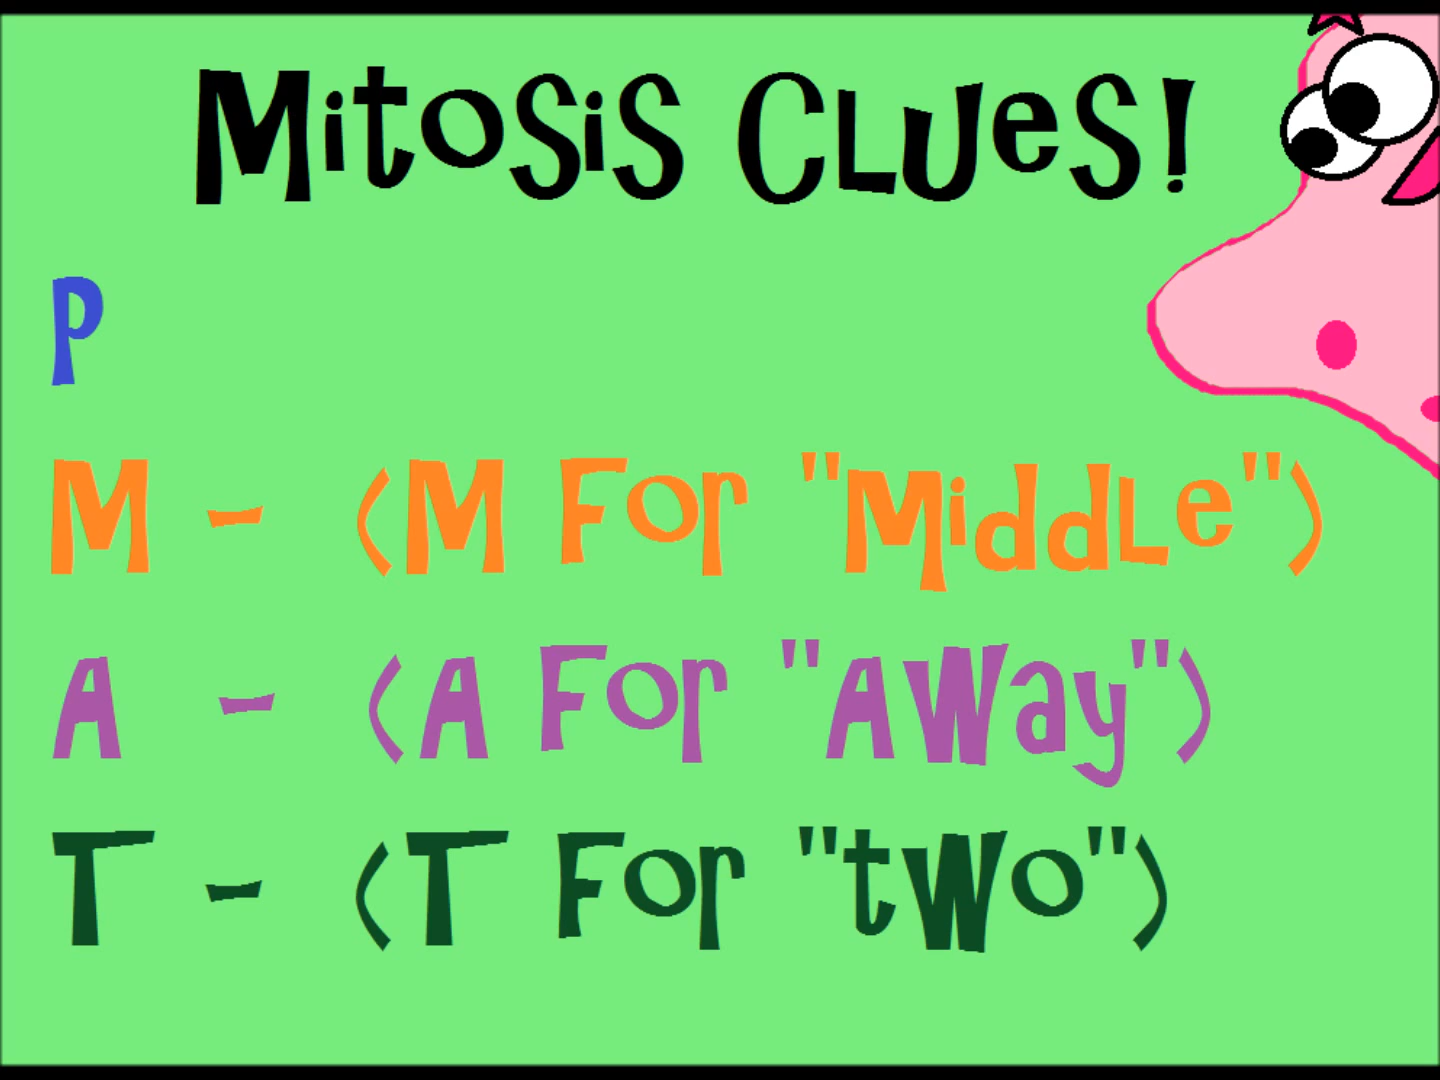 Mitosis Clues!
P
M - (M For "Middle")
A - (A For "Away")
T - (T For "two")